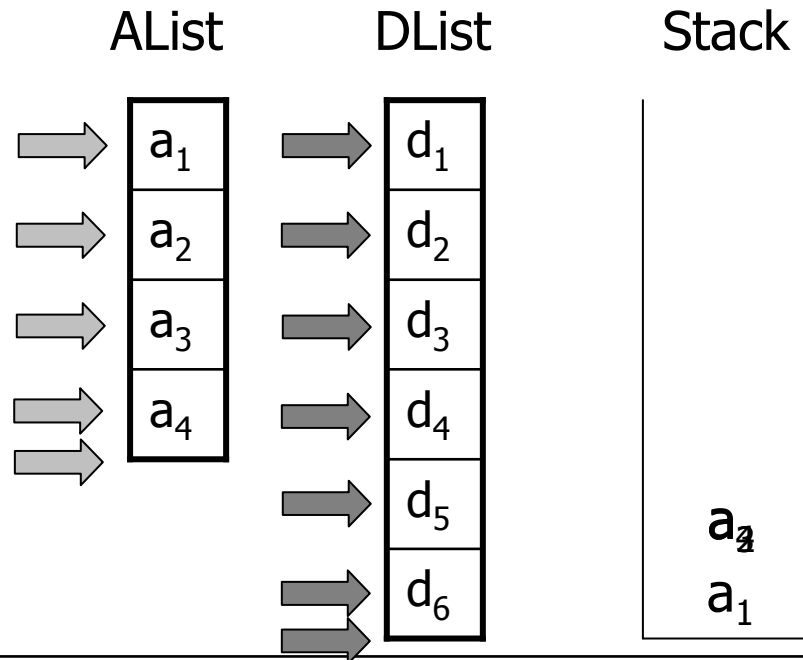 AList DList Stack
a₁ d₁
a₂ d₂
a₃ d₃
a₄ d₄
d₅
d₆
a₁